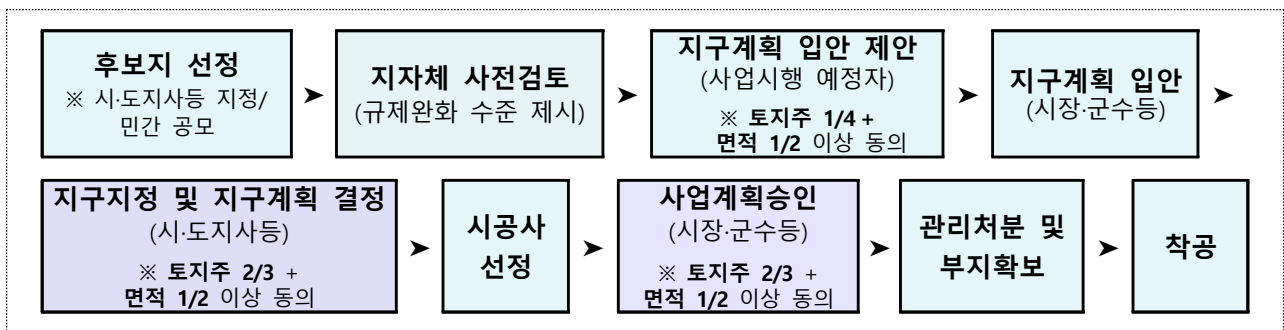 후보지 선정
※ 시·도지사등 지정/
민간 공모
➤
지자체 사전검토
(규제완화 수준 제시)
➤
지구계획 입안 제안
(사업시행 예정자)
※ 토지주 1/4 +
면적 1/2 이상 동의
➤
지구계획 입안
(시장·군수등)
➤
지구지정 및 지구계획 결정
(시·도지사등)
※ 토지주 2/3 +
면적 1/2 이상 동의
➤
시공사
선정
➤
사업계획승인
(시장·군수등)
※ 토지주 2/3 +
면적 1/2 이상 동의
➤
관리처분 및
부지확보
➤
착공